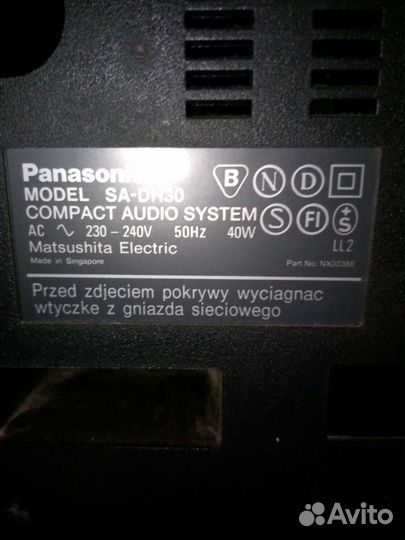 Panasonic
MODEL SA-DH30
COMPACT AUDIO SYSTEM
AC ∿ 230 – 240V 50Hz 40W
Matsushita Electric
Made in Singapore
B N D
S FI +S
LL2
Part No. NX0038E
Przed zdjeciem pokrywy wyciagnac
wtyczke z gniazda sieciowego
Avito